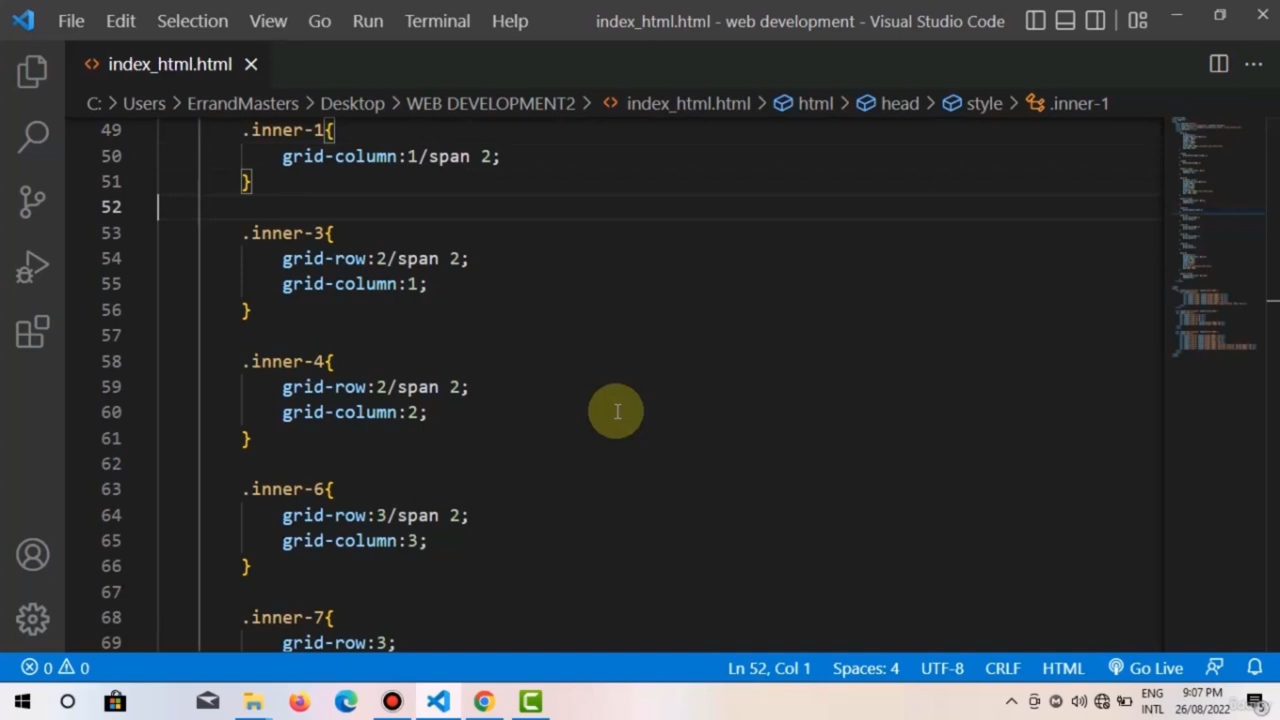 File Edit Selection View Go Run Terminal Help index_html.html - web development - Visual Studio Code
index_html.html
C: > Users > ErrandMasters > Desktop > WEB DEVELOPMENT2 > index_html.html > html > head > style > .inner-1
49 .inner-1{
50 grid-column:1/span 2;
51 }
52
53 .inner-3{
54 grid-row:2/span 2;
55 grid-column:1;
56 }
57
58 .inner-4{
59 grid-row:2/span 2;
60 grid-column:2;
61 }
62
63 .inner-6{
64 grid-row:3/span 2;
65 grid-column:3;
66 }
67
68 .inner-7{
69 grid-row:3;
0 0 Ln 52, Col 1 Spaces: 4 UTF-8 CRLF HTML Go Live
ENG 9:07 PM
INTL 26/08/2022